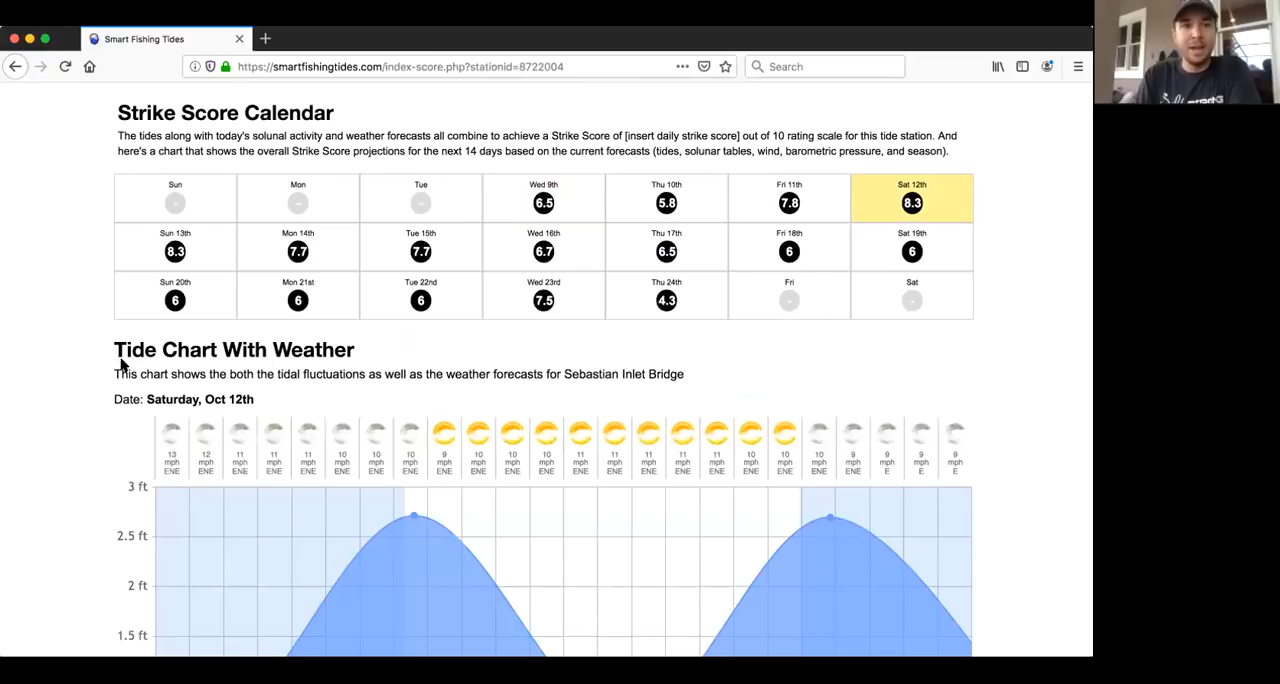 Smart Fishing Tides
https://smartfishingtides.com/index-score.php?stationid=8722004
Search
Strike Score Calendar
The tides along with today's solunal activity and weather forecasts all combine to achieve a Strike Score of [insert daily strike score] out of 10 rating scale for this tide station. And
here's a chart that shows the overall Strike Score projections for the next 14 days based on the current forecasts (tides, solunar tables, wind, barometric pressure, and season).
Sun Mon Tue Wed 9th Thu 10th Fri 11th Sat 12th
- - - 6.5 5.8 7.8 8.3
Sun 13th Mon 14th Tue 15th Wed 16th Thu 17th Fri 18th Sat 19th
8.3 7.7 7.7 6.7 6.5 6 6
Sun 20th Mon 21st Tue 22nd Wed 23rd Thu 24th Fri Sat
6 6 6 7.5 4.3 - -
Tide Chart With Weather
This chart shows the both the tidal fluctuations as well as the weather forecasts for Sebastian Inlet Bridge
Date: Saturday, Oct 12th
13 12 11 11 11 10 10 10 9 10 10 10 11 11 11 11 11 10 10 10 9 9 9 9
mph mph mph mph mph mph mph mph mph mph mph mph mph mph mph mph mph mph mph mph mph mph mph mph
ENE ENE ENE ENE ENE ENE ENE ENE ENE ENE ENE ENE ENE ENE ENE ENE ENE ENE ENE ENE ENE E E E
3 ft
2.5 ft
2 ft
1.5 ft